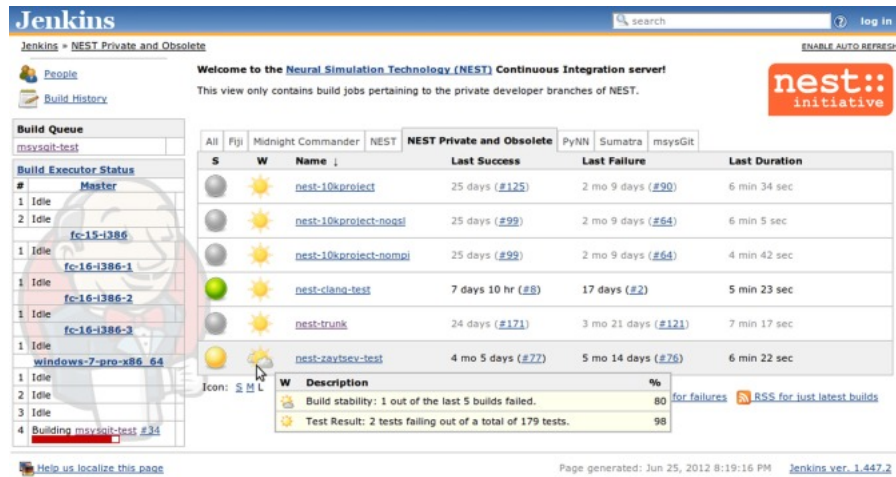 Jenkins
search
log in
Jenkins » NEST Private and Obsolete
ENABLE AUTO REFRESH
People
Build History
Welcome to the Neural Simulation Technology (NEST) Continuous Integration server!
This view only contains build jobs pertaining to the private developer branches of NEST.
nest::
initiative
Build Queue
msysgit-test
Build Executor Status
# Master
1 Idle
2 Idle
fc-15-i386
1 Idle
fc-16-i386-1
1 Idle
fc-16-i386-2
1 Idle
fc-16-i386-3
1 Idle
windows-7-pro-x86_64
1 Idle
2 Idle
3 Idle
4 Building msysgit-test #34
All Fiji Midnight Commander NEST NEST Private and Obsolete PyNN Sumatra msysGit
S W Name ↓ Last Success Last Failure Last Duration
nest-10kproject 25 days (#125) 2 mo 9 days (#90) 6 min 34 sec
nest-10kproject-nogsl 25 days (#99) 2 mo 9 days (#64) 6 min 5 sec
nest-10kproject-nompi 25 days (#99) 2 mo 9 days (#64) 4 min 42 sec
nest-clang-test 7 days 10 hr (#8) 17 days (#2) 5 min 23 sec
nest-trunk 24 days (#171) 3 mo 21 days (#121) 7 min 17 sec
nest-zaytsev-test 4 mo 5 days (#77) 5 mo 14 days (#76) 6 min 22 sec
Icon: S M L
W Description %
Build stability: 1 out of the last 5 builds failed. 80
Test Result: 2 tests failing out of a total of 179 tests. 98
for failures RSS for just latest builds
Help us localize this page
Page generated: Jun 25, 2012 8:19:16 PM Jenkins ver. 1.447.2